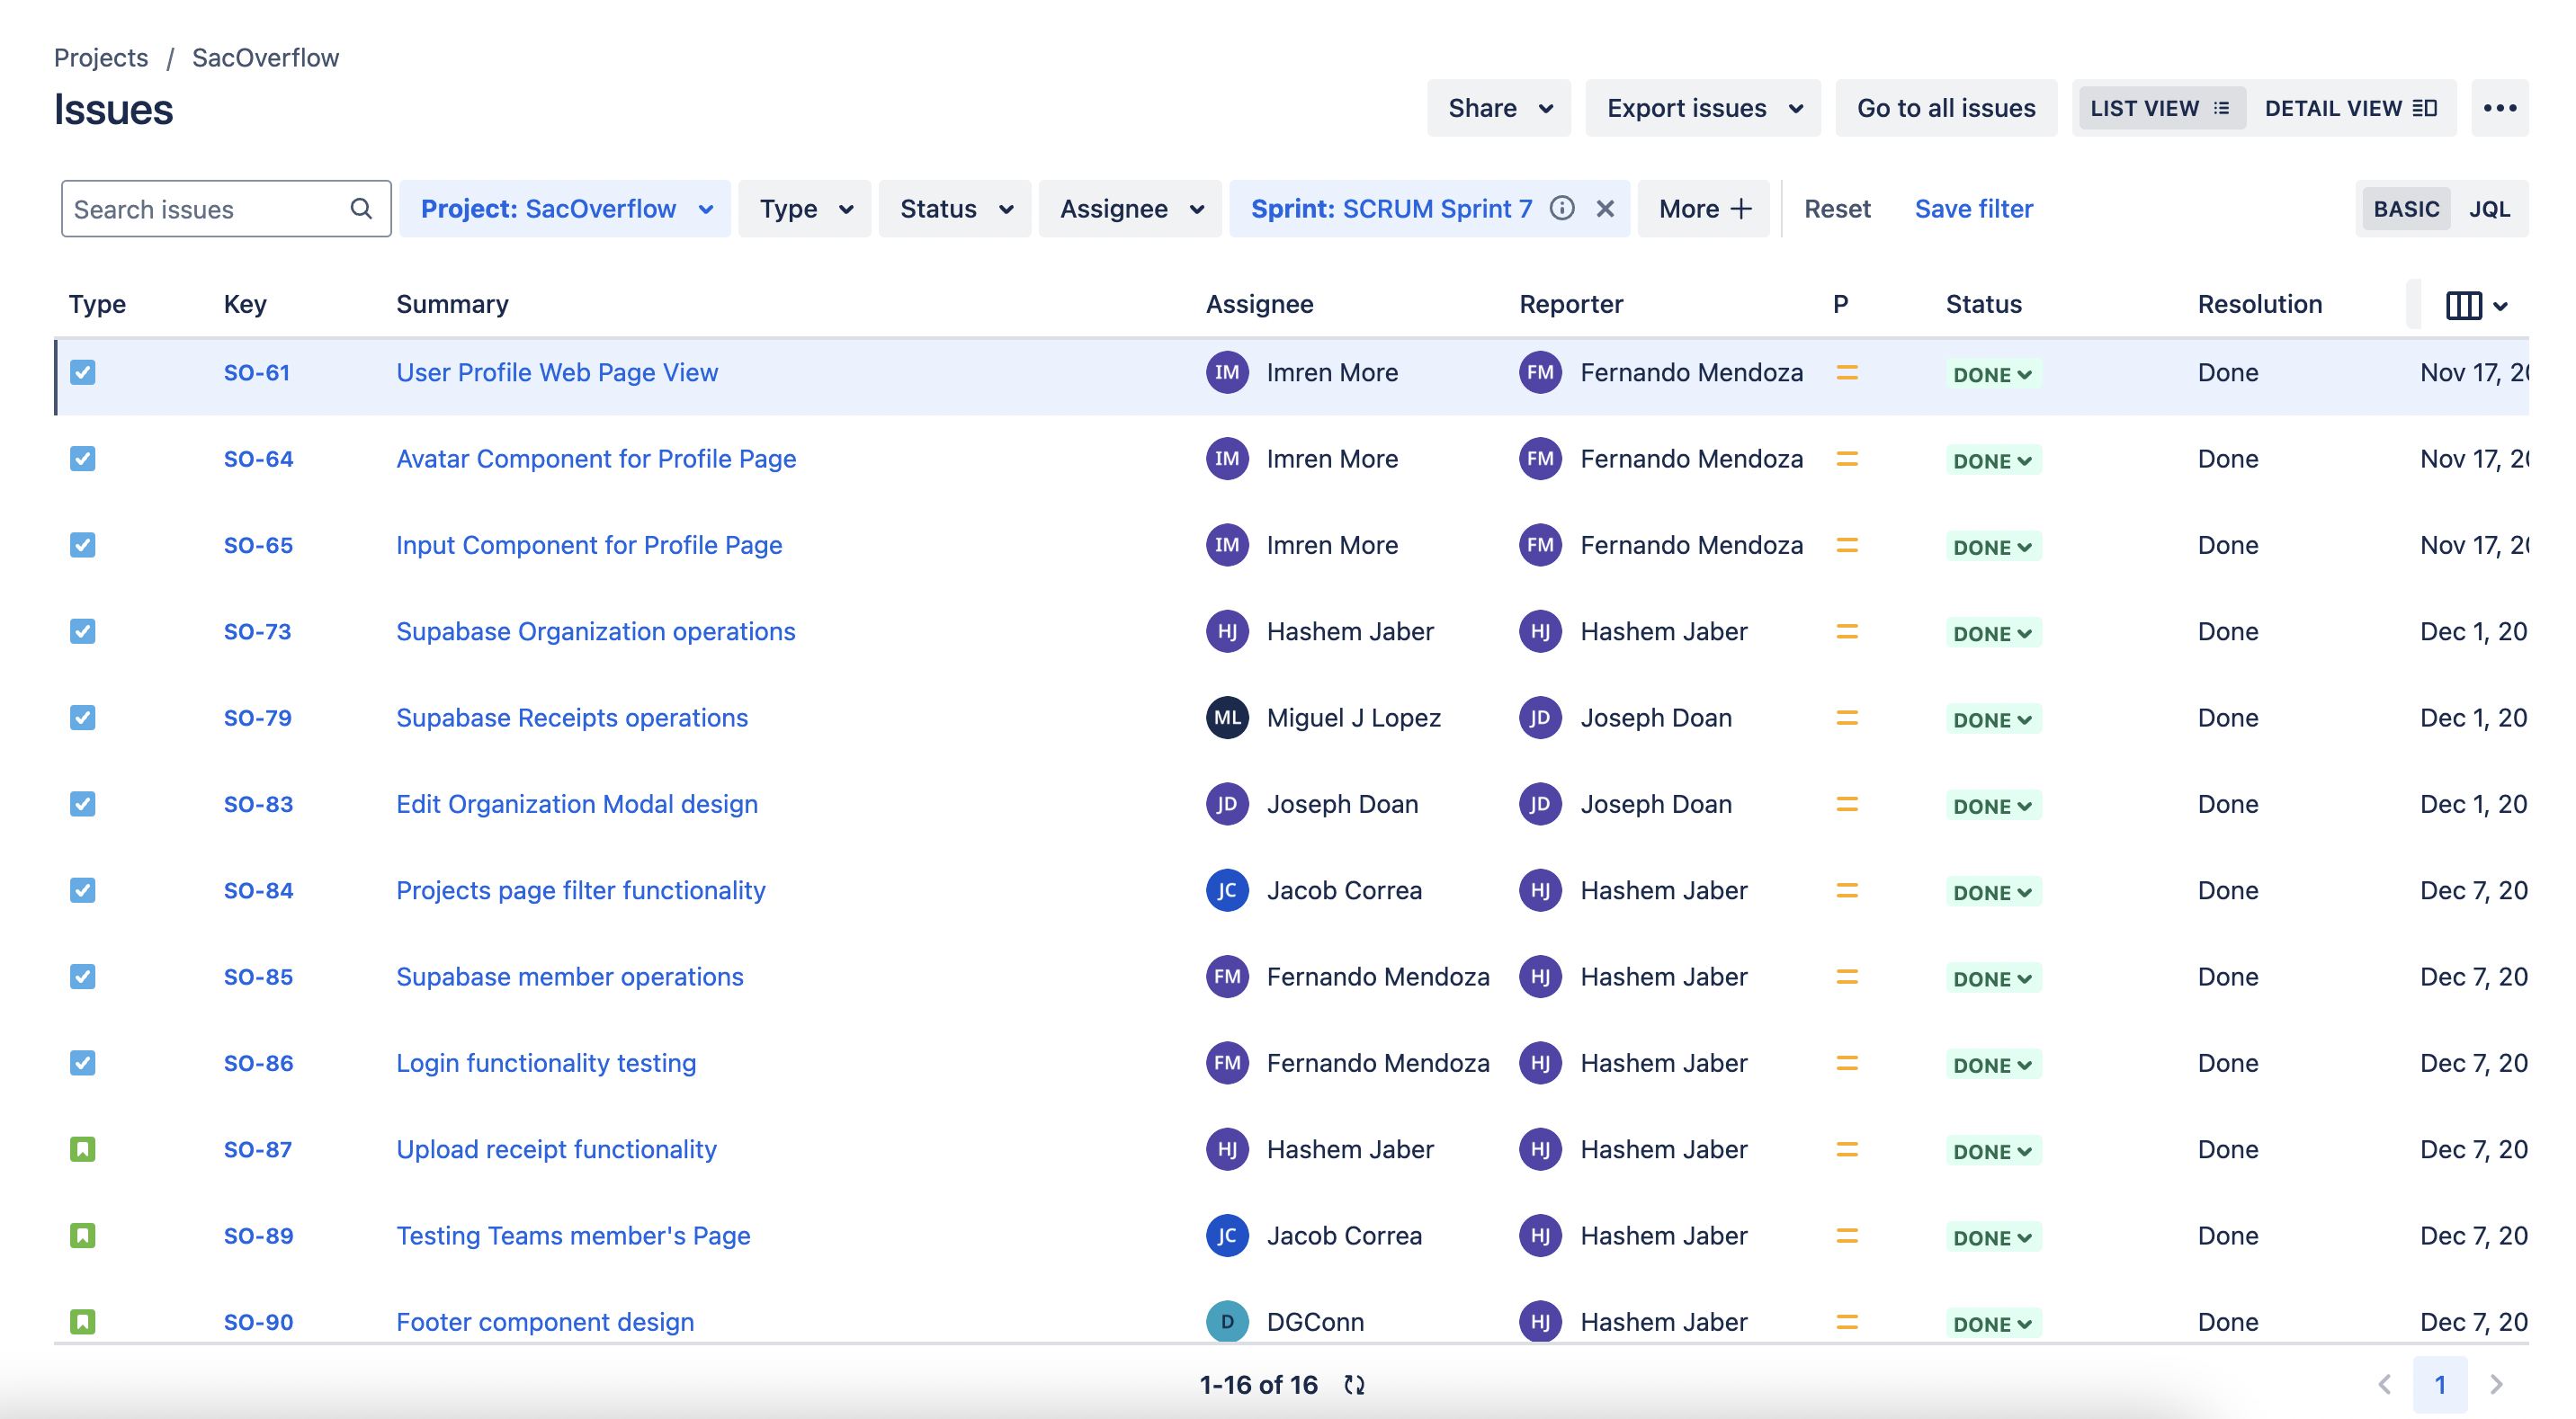 Projects / SacOverflow
Issues
Share Export issues Go to all issues LIST VIEW DETAIL VIEW
Search issues Project: SacOverflow Type Status Assignee Sprint: SCRUM Sprint 7 More Reset Save filter BASIC JQL
Type Key Summary Assignee Reporter P Status Resolution
SO-61 User Profile Web Page View IM Imren More FM Fernando Mendoza DONE Done Nov 17, 20
SO-64 Avatar Component for Profile Page IM Imren More FM Fernando Mendoza DONE Done Nov 17, 20
SO-65 Input Component for Profile Page IM Imren More FM Fernando Mendoza DONE Done Nov 17, 20
SO-73 Supabase Organization operations HJ Hashem Jaber HJ Hashem Jaber DONE Done Dec 1, 20
SO-79 Supabase Receipts operations ML Miguel J Lopez JD Joseph Doan DONE Done Dec 1, 20
SO-83 Edit Organization Modal design JD Joseph Doan JD Joseph Doan DONE Done Dec 1, 20
SO-84 Projects page filter functionality JC Jacob Correa HJ Hashem Jaber DONE Done Dec 7, 20
SO-85 Supabase member operations FM Fernando Mendoza HJ Hashem Jaber DONE Done Dec 7, 20
SO-86 Login functionality testing FM Fernando Mendoza HJ Hashem Jaber DONE Done Dec 7, 20
SO-87 Upload receipt functionality HJ Hashem Jaber HJ Hashem Jaber DONE Done Dec 7, 20
SO-89 Testing Teams member's Page JC Jacob Correa HJ Hashem Jaber DONE Done Dec 7, 20
SO-90 Footer component design D DGConn HJ Hashem Jaber DONE Done Dec 7, 20
1-16 of 16 1